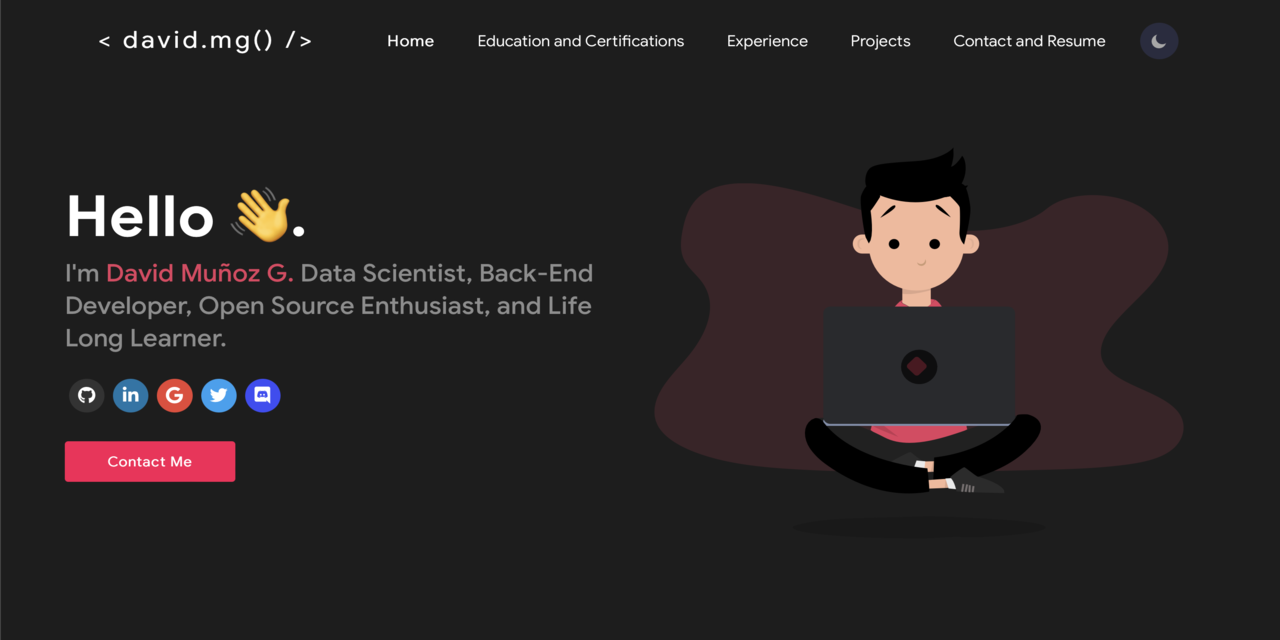 < david.mg() />
Home
Education and Certifications
Experience
Projects
Contact and Resume
Hello 👋.
I'm David Muñoz G. Data Scientist, Back-End
Developer, Open Source Enthusiast, and Life
Long Learner.
in
G
Contact Me